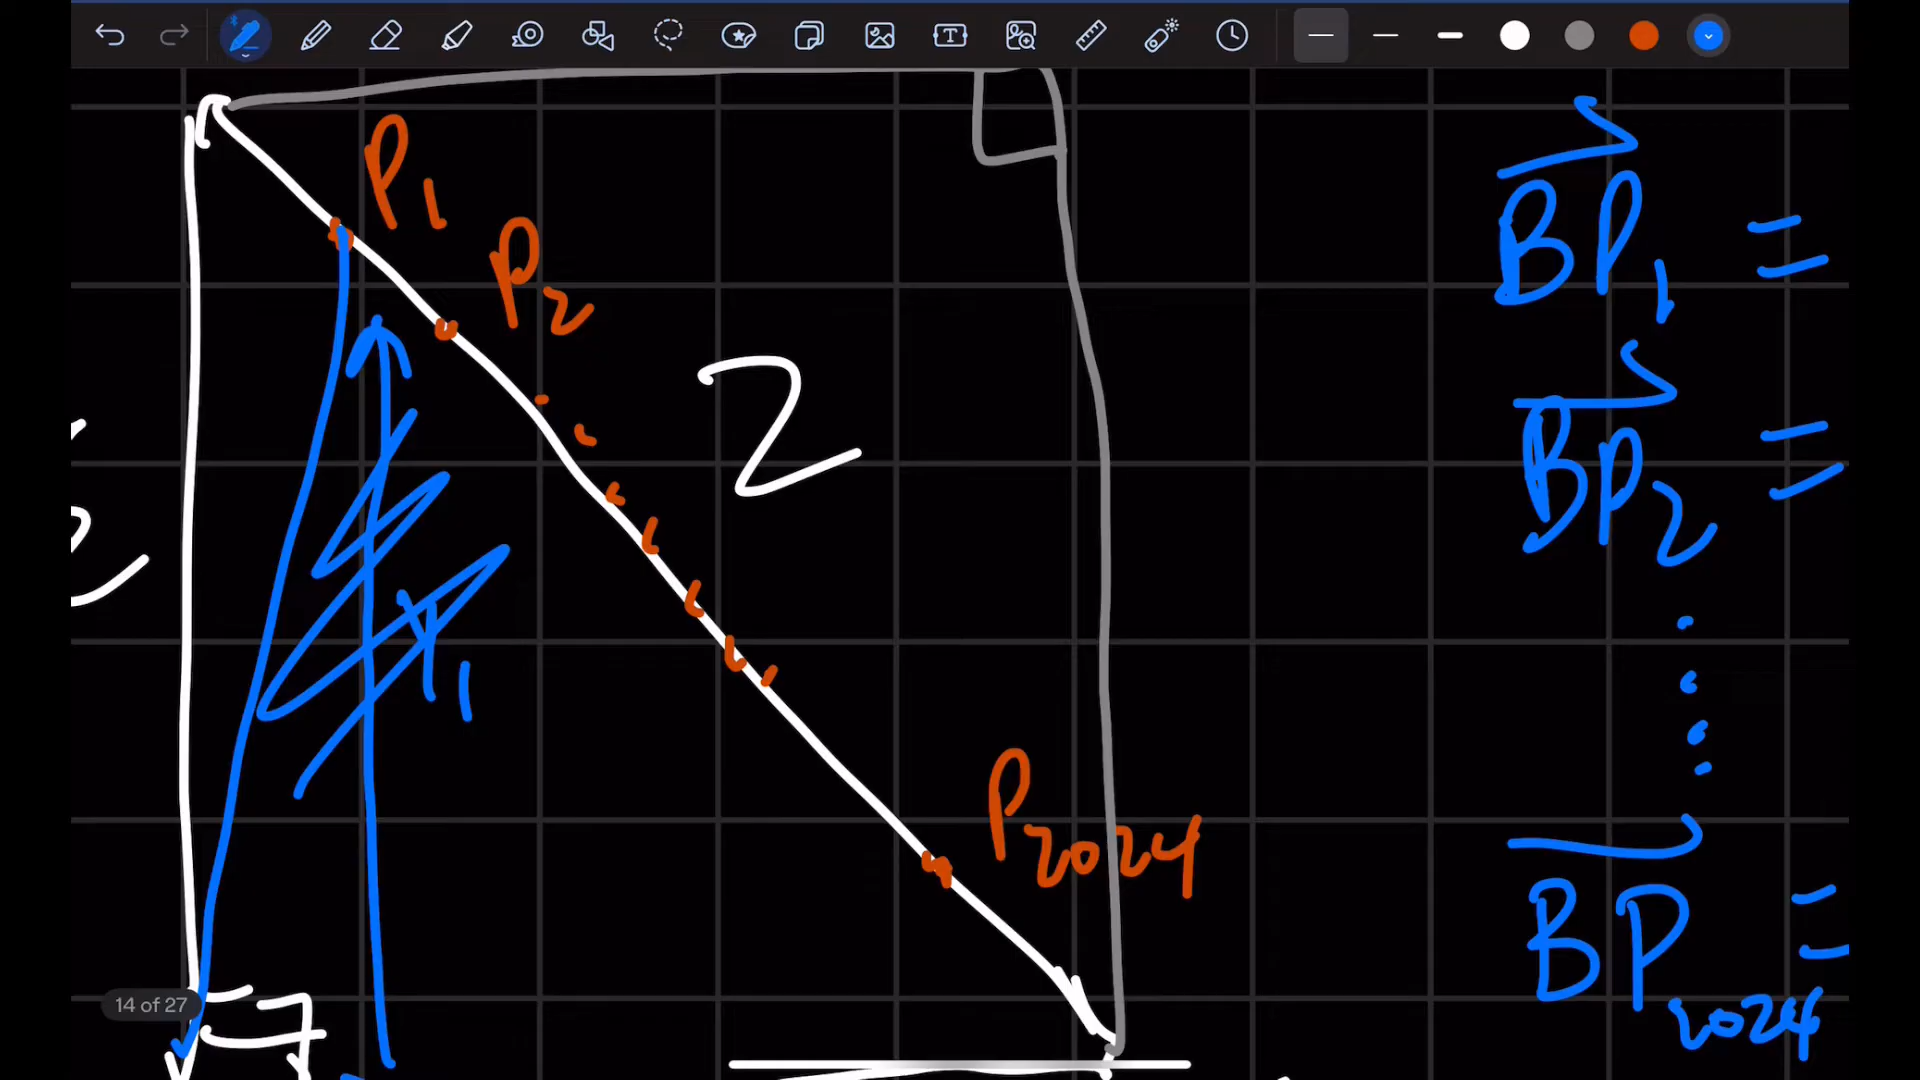 P1
P2
2
P2024
BP1 =
BP2 =
BP2024 =
14 of 27